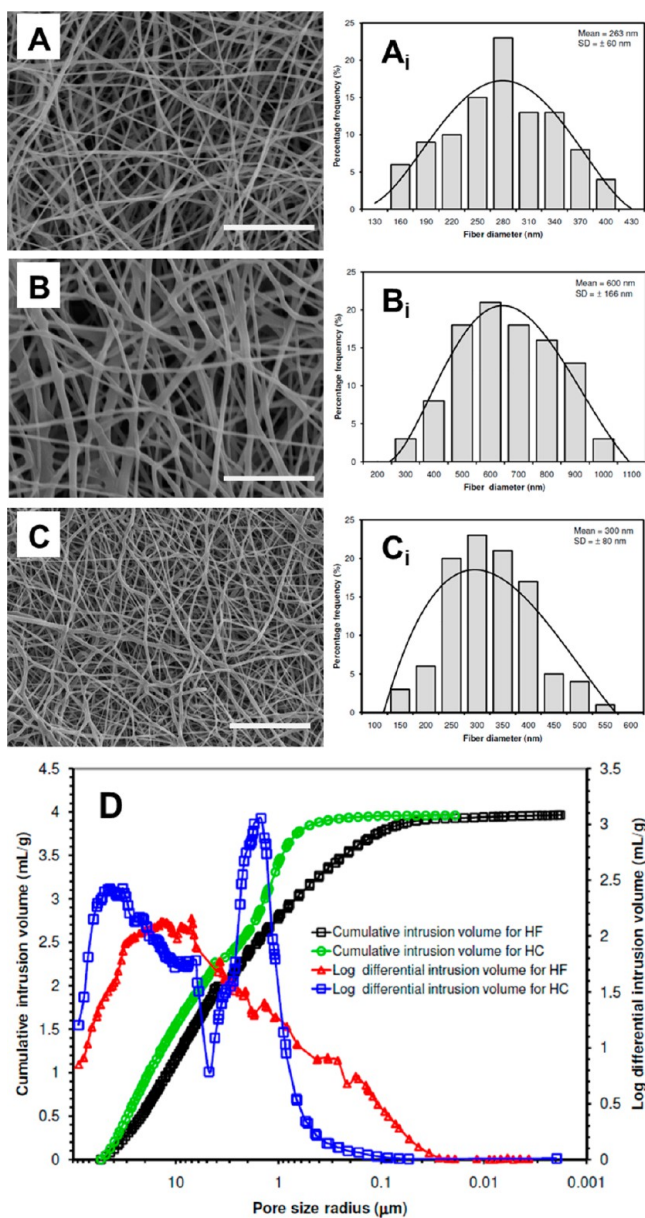 A
Ai
Mean = 263 nm
SD = ± 60 nm
Percentage frequency (%)
25
20
15
10
5
0
130 160 190 220 250 280 310 340 370 400 430
Fiber diameter (nm)
B
Bi
Mean = 600 nm
SD = ± 166 nm
Percentage frequency (%)
25
20
15
10
5
0
200 300 400 500 600 700 800 900 1000 1100
Fiber diameter (nm)
C
Ci
Mean = 300 nm
SD = ± 80 nm
Percentage frequency (%)
25
20
15
10
5
0
100 150 200 250 300 350 400 450 500 550 600
Fiber diameter (nm)
D
Cumulative intrusion volume (mL/g)
4.5
4
3.5
3
2.5
2
1.5
1
0.5
0
Cumulative intrusion volume for HF
Cumulative intrusion volume for HC
Log differential intrusion volume for HF
Log differential intrusion volume for HC
3.5
3
2.5
2
1.5
1
0.5
0
Log differential intrusion volume (mL/g)
10 1 0.1 0.01 0.001
Pore size radius (μm)